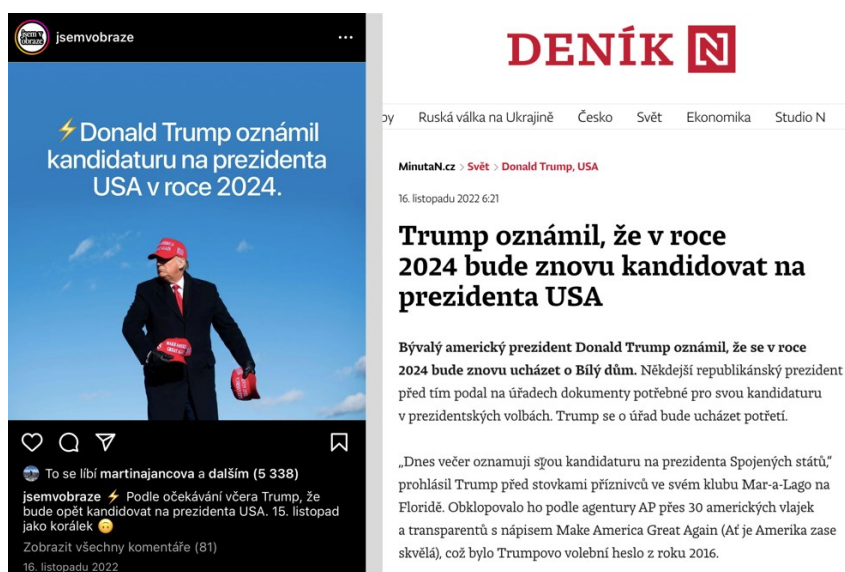 jsem v
obraze
jsemvobraze
⚡Donald Trump oznámil
kandidaturu na prezidenta
USA v roce 2024.
To se líbí martinajancova a dalším (5 338)
jsemvobraze ⚡ Podle očekávání včera Trump, že
bude opět kandidovat na prezidenta USA. 15. listopad
jako korálek 🙃
Zobrazit všechny komentáře (81)
16. listopadu 2022
DENÍK N
by Ruská válka na Ukrajině Česko Svět Ekonomika Studio N
MinutaN.cz > Svět > Donald Trump, USA
16. listopadu 2022 6:21
Trump oznámil, že v roce
2024 bude znovu kandidovat na
prezidenta USA
Bývalý americký prezident Donald Trump oznámil, že se v roce
2024 bude znovu ucházet o Bílý dům. Někdejší republikánský prezident
před tím podal na úřadech dokumenty potřebné pro svou kandidaturu
v prezidentských volbách. Trump se o úřad bude ucházet potřetí.
„Dnes večer oznamuji svou kandidaturu na prezidenta Spojených států,“
prohlásil Trump před stovkami příznivců ve svém klubu Mar-a-Lago na
Floridě. Obklopovalo ho podle agentury AP přes 30 amerických vlajek
a transparentů s nápisem Make America Great Again (Ať je Amerika zase
skvělá), což bylo Trumpovo volební heslo z roku 2016.